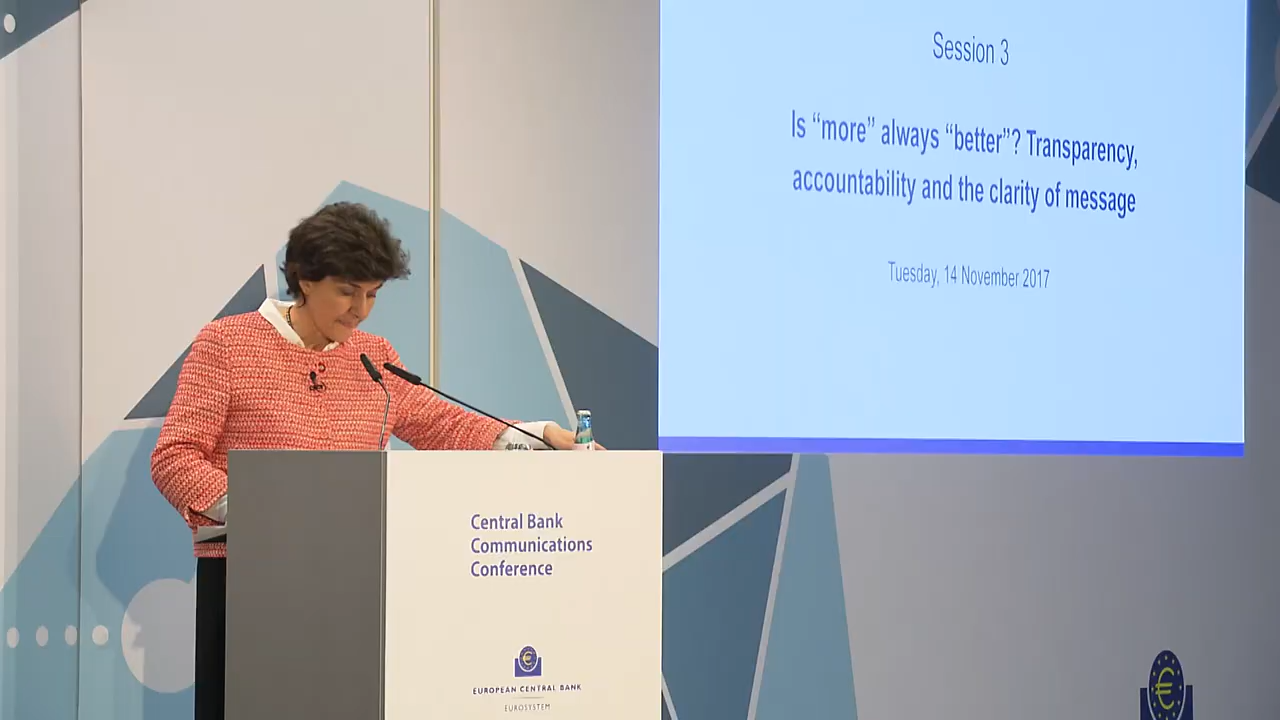 Session 3
Is “more” always “better”? Transparency,
accountability and the clarity of message
Tuesday, 14 November 2017
Central Bank
Communications
Conference
EUROPEAN CENTRAL BANK
EUROSYSTEM